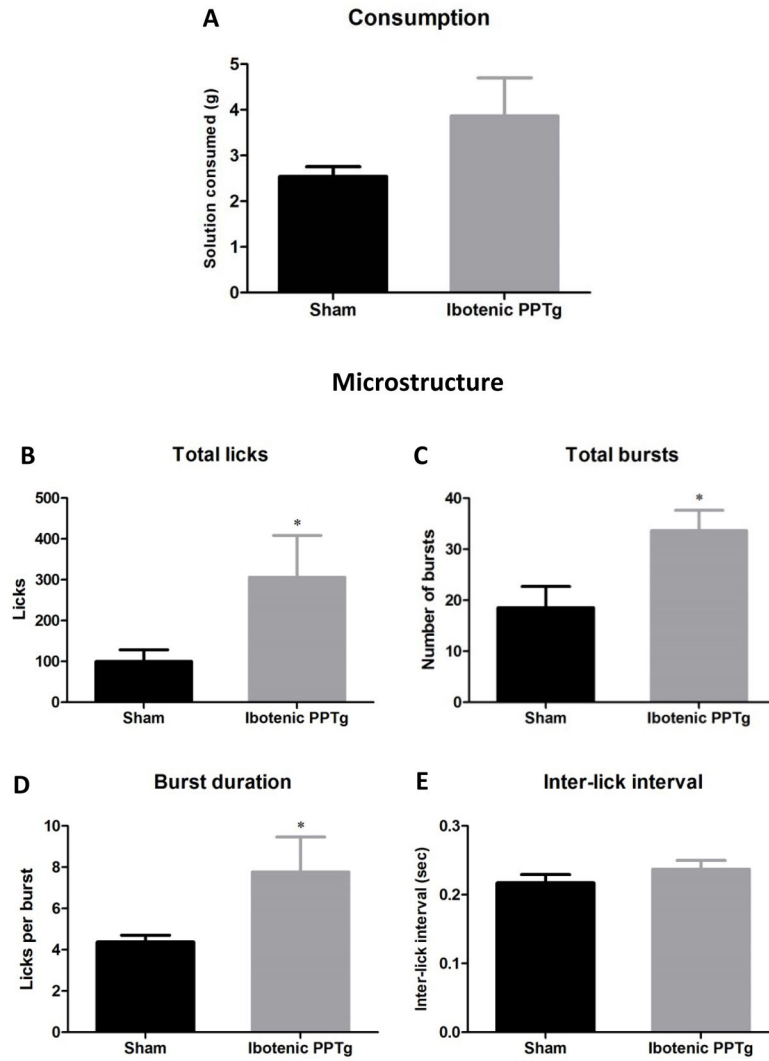 A
Consumption
Solution consumed (g)
5
4
3
2
1
0
Sham
Ibotenic PPTg
Microstructure
B
Total licks
Licks
500
400
300
200
100
0
*
Sham
Ibotenic PPTg
C
Total bursts
Number of bursts
40
30
20
10
0
*
Sham
Ibotenic PPTg
D
Burst duration
Licks per burst
10
8
6
4
2
0
*
Sham
Ibotenic PPTg
E
Inter-lick interval
Inter-lick interval (sec)
0.3
0.2
0.1
0.0
Sham
Ibotenic PPTg